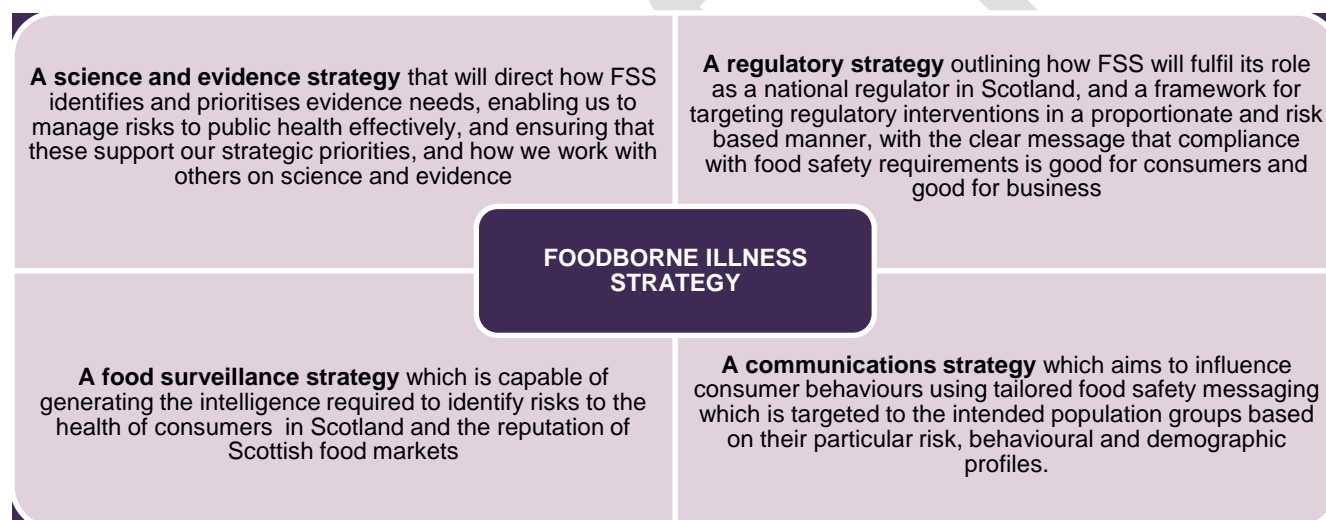 A science and evidence strategy that will direct how FSS
identifies and prioritises evidence needs, enabling us to
manage risks to public health effectively, and ensuring that
these support our strategic priorities, and how we work with
others on science and evidence
A regulatory strategy outlining how FSS will fulfil its role
as a national regulator in Scotland, and a framework for
targeting regulatory interventions in a proportionate and risk
based manner, with the clear message that compliance
with food safety requirements is good for consumers and
good for business
FOODBORNE ILLNESS
STRATEGY
A food surveillance strategy which is capable of
generating the intelligence required to identify risks to the
health of consumers in Scotland and the reputation of
Scottish food markets
A communications strategy which aims to influence
consumer behaviours using tailored food safety messaging
which is targeted to the intended population groups based
on their particular risk, behavioural and demographic
profiles.